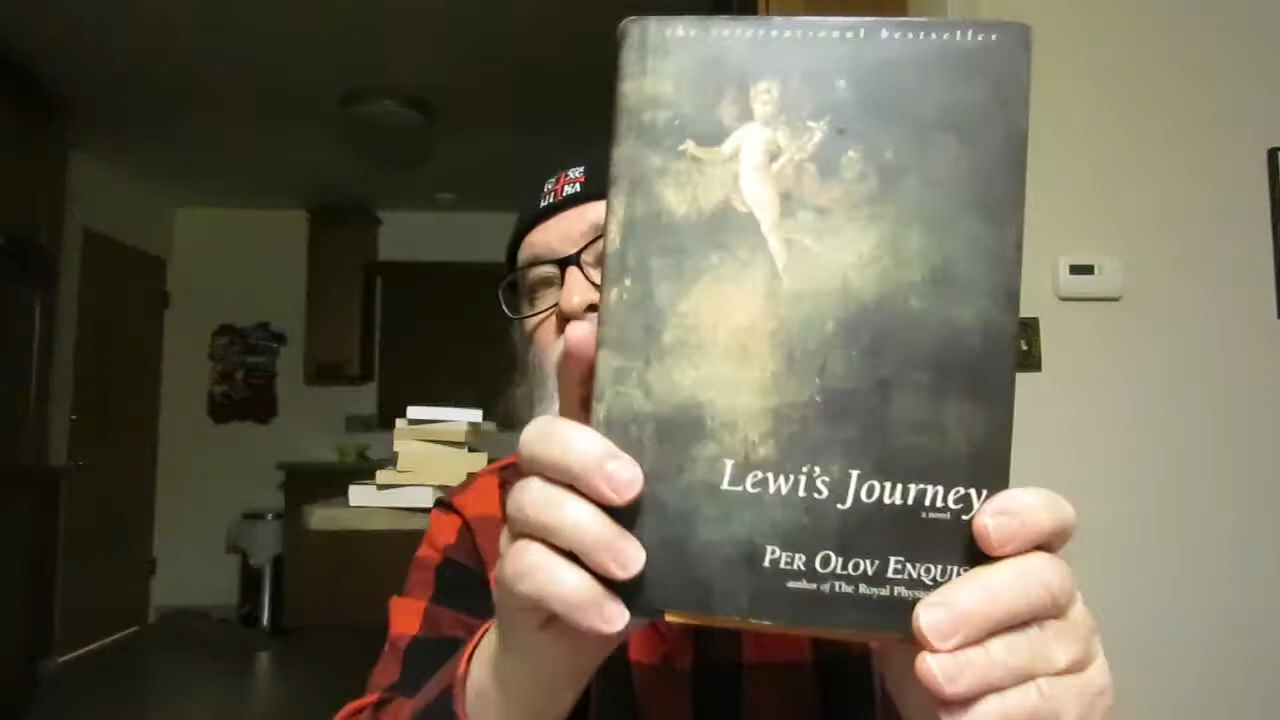 the international bestseller
Lewi's Journey
a novel
PER OLOV ENQUIS
author of The Royal Physi